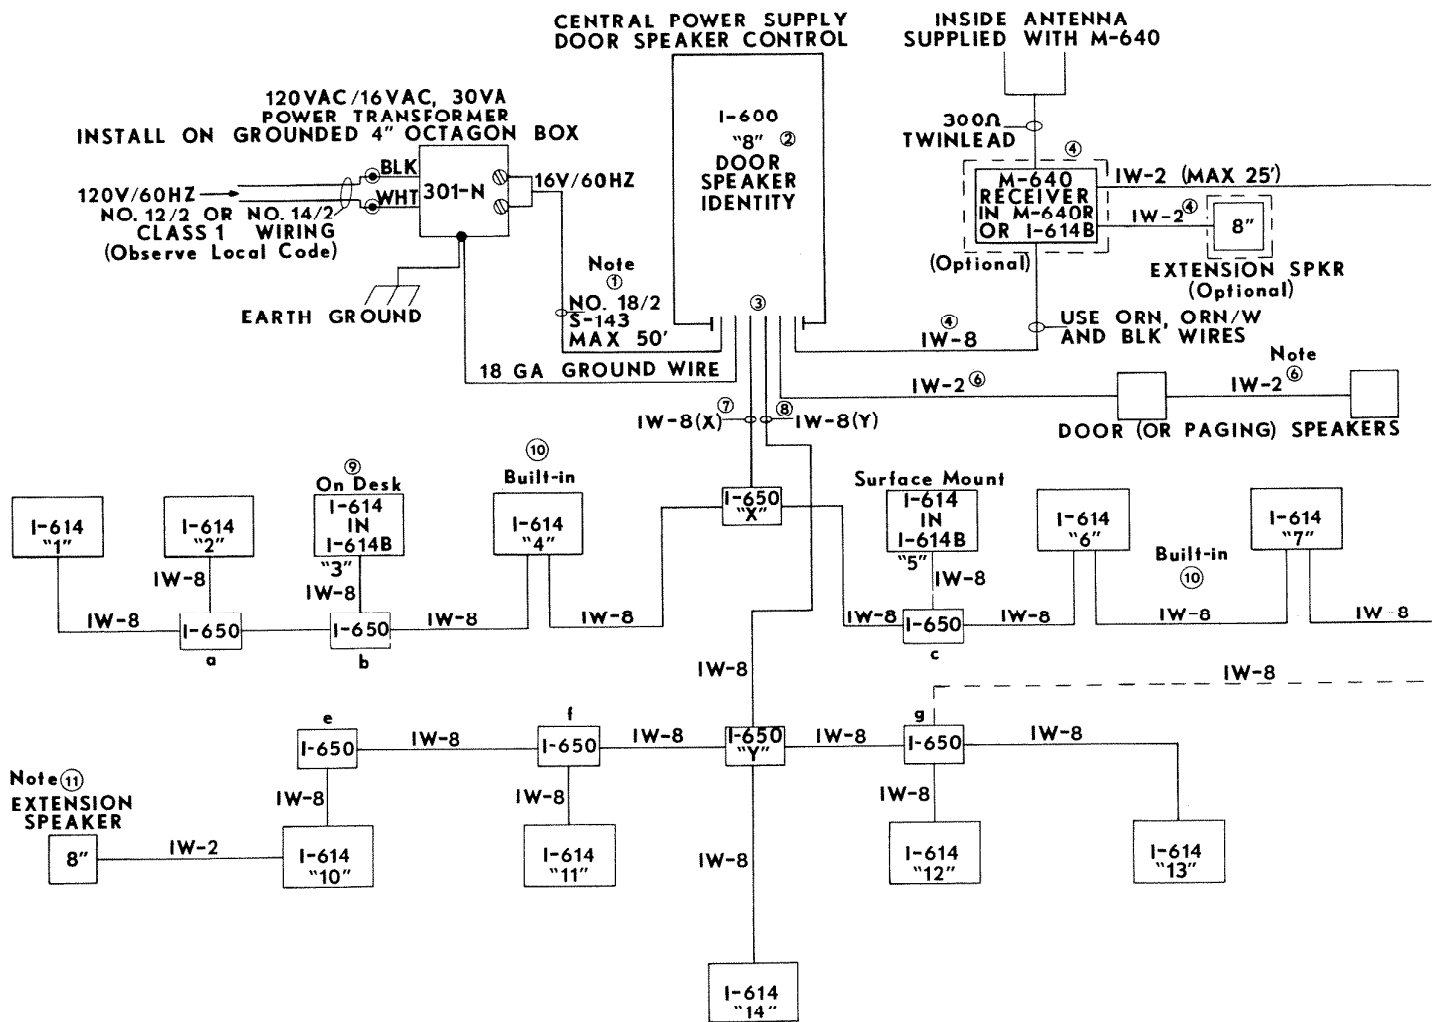 CENTRAL POWER SUPPLY
DOOR SPEAKER CONTROL
INSIDE ANTENNA
SUPPLIED WITH M-640
120VAC/16VAC, 30VA
POWER TRANSFORMER
INSTALL ON GROUNDED 4" OCTAGON BOX
I-600
"8" ②
DOOR
SPEAKER
IDENTITY
300Ω
TWINLEAD
④
M-640
RECEIVER
IN M-640R
OR I-614B
(Optional)
IW-2 (MAX 25')
IW-2 ④
8"
EXTENSION SPKR
(Optional)
BLK
WHT
301-N
16V/60HZ
120V/60HZ
NO. 12/2 OR NO. 14/2
CLASS 1 WIRING
(Observe Local Code)
EARTH GROUND
Note
①
NO. 18/2
S-143
MAX 50'
18 GA GROUND WIRE
③
④
IW-8
USE ORN, ORN/W
AND BLK WIRES
IW-2 ⑥
Note
IW-2 ⑥
DOOR (OR PAGING) SPEAKERS
IW-8(X) ⑦
⑧ IW-8(Y)
⑨
On Desk
⑩
Built-in
Surface Mount
I-614
"1"
I-614
"2"
I-614
IN
I-614B
"3"
I-614
"4"
I-650
"X"
I-614
IN
I-614B
"5"
I-614
"6"
Built-in
⑩
I-614
"7"
IW-8
IW-8
IW-8
IW-8
IW-8
IW-8
IW-8
IW-8
IW-8
IW-8
I-650
a
I-650
b
I-650
c
IW-8
IW-8
e
I-650
IW-8
f
I-650
IW-8
I-650
"Y"
IW-8
g
I-650
IW-8
Note ⑪
EXTENSION
SPEAKER
8"
IW-2
IW-8
I-614
"10"
IW-8
I-614
"11"
IW-8
IW-8
I-614
"12"
I-614
"13"
I-614
"14"